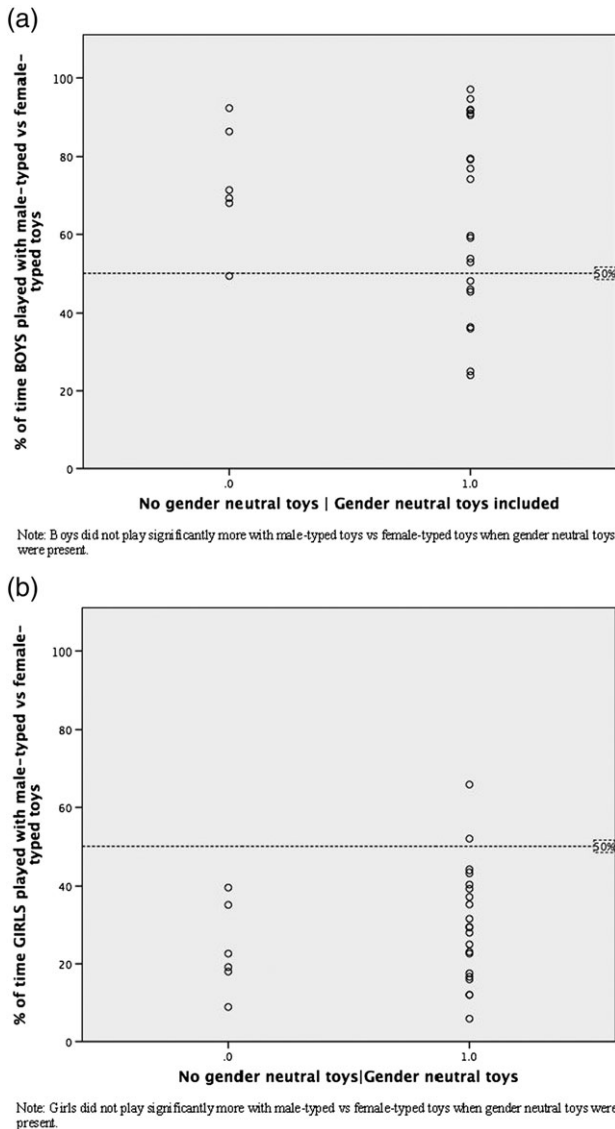 (a)
% of time BOYS played with male-typed vs female-
typed toys
100
80
60
50%
40
20
0
.0
1.0
No gender neutral toys | Gender neutral toys included
Note: Boys did not play significantly more with male-typed toys vs female-typed toys when gender neutral toys
were present.
(b)
% of time GIRLS played with male-typed vs female-
typed toys
100
80
60
50%
40
20
0
.0
1.0
No gender neutral toys|Gender neutral toys
Note: Girls did not play significantly more with male-typed vs female-typed toys when gender neutral toys were
present.